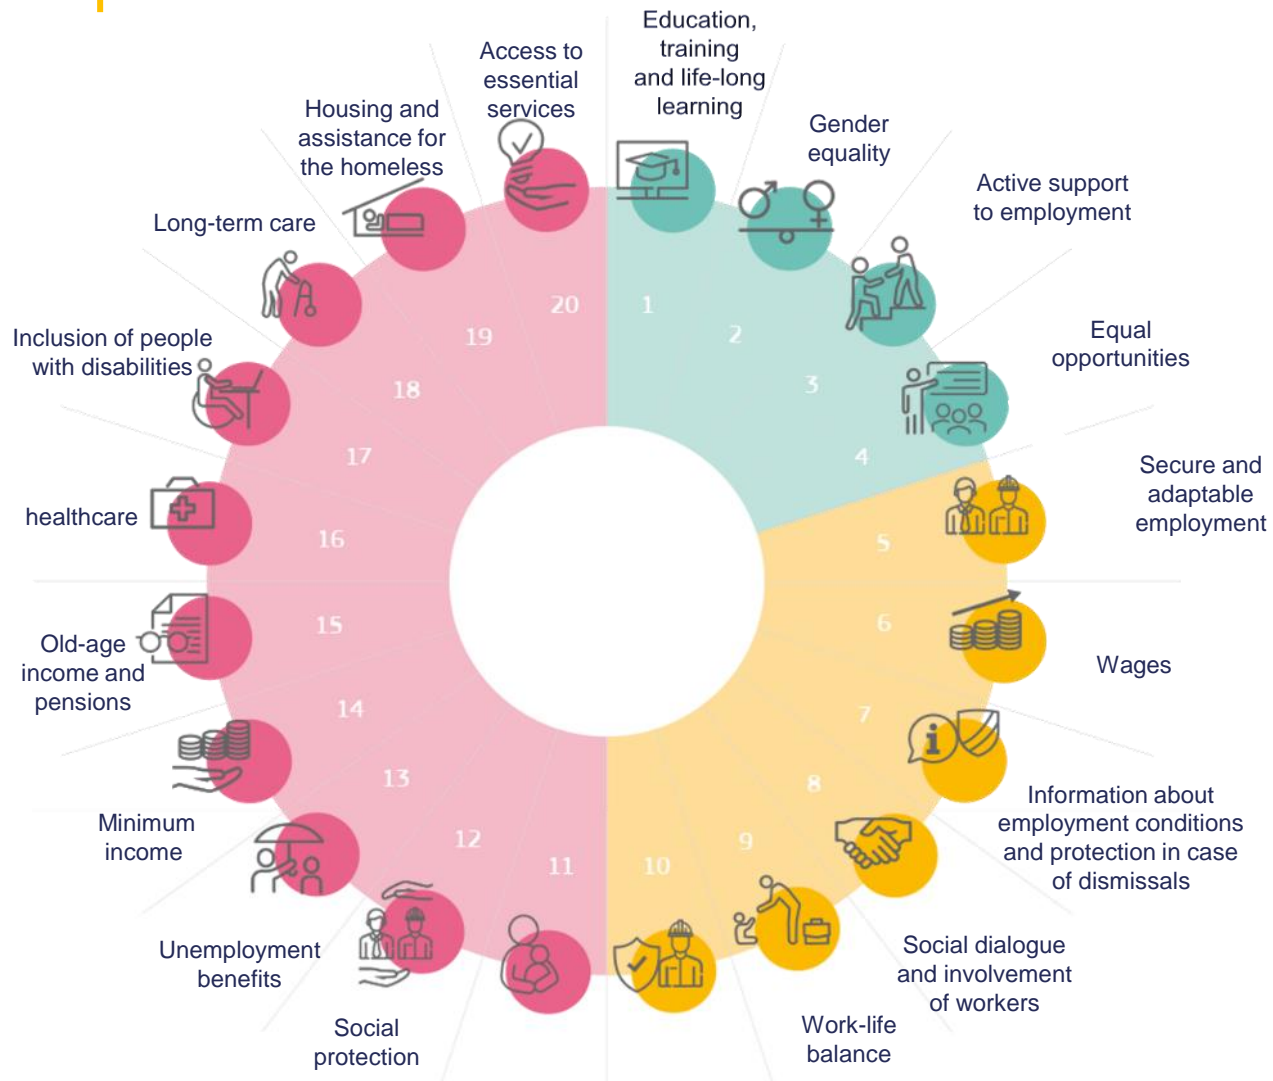 Education,
training
and life-long
learning
Gender
equality
Active support
to employment
Equal
opportunities
Secure and
adaptable
employment
Wages
Information about
employment conditions
and protection in case
of dismissals
Social dialogue
and involvement
of workers
Work-life
balance
Social
protection
Unemployment
benefits
Minimum
income
Old-age
income and
pensions
healthcare
Inclusion of people
with disabilities
Long-term care
Housing and
assistance for
the homeless
Access to
essential
services
1
2
3
4
5
6
7
8
9
10
11
12
13
14
15
16
17
18
19
20
i